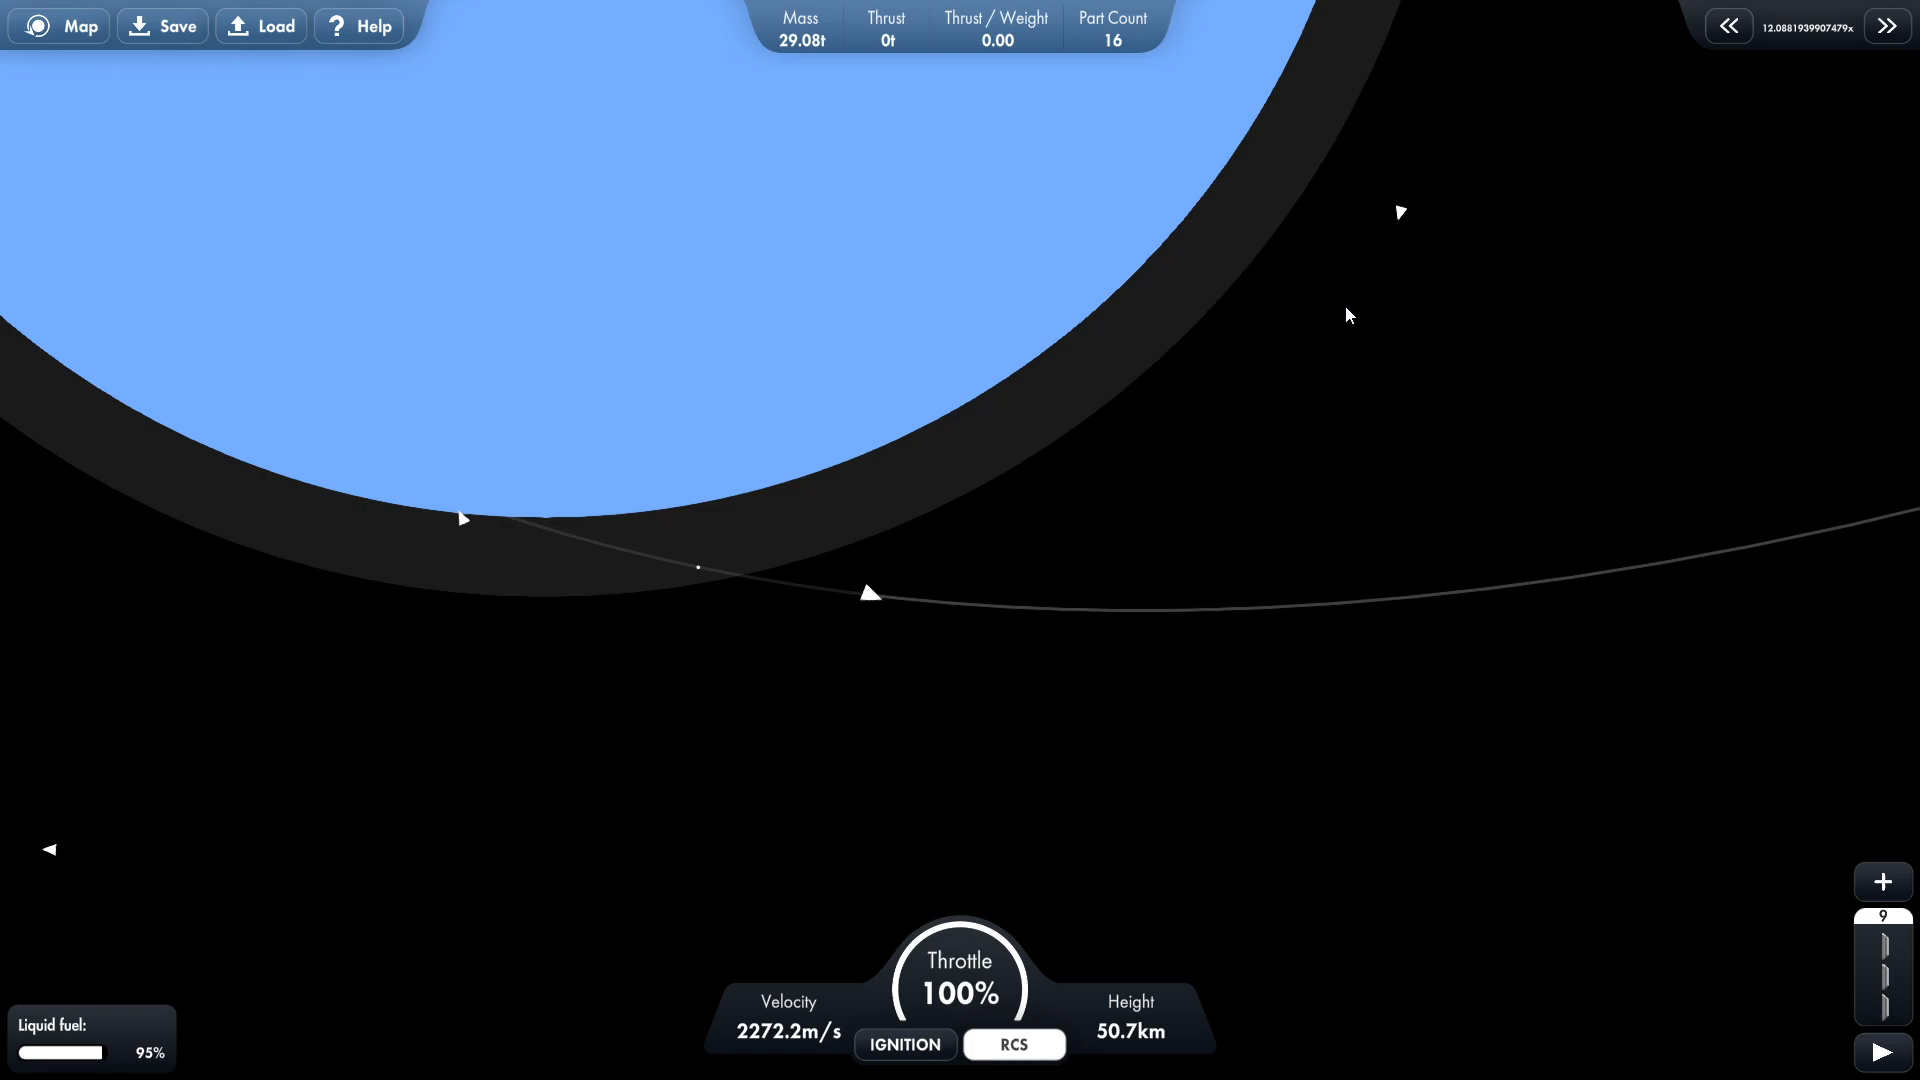 Map
Save
Load
Help
Mass
29.08t
Thrust
0t
Thrust / Weight
0.00
Part Count
16
12.0881939907479x
Throttle
100%
Velocity
2272.2m/s
Height
50.7km
IGNITION
RCS
Liquid fuel:
95%
9